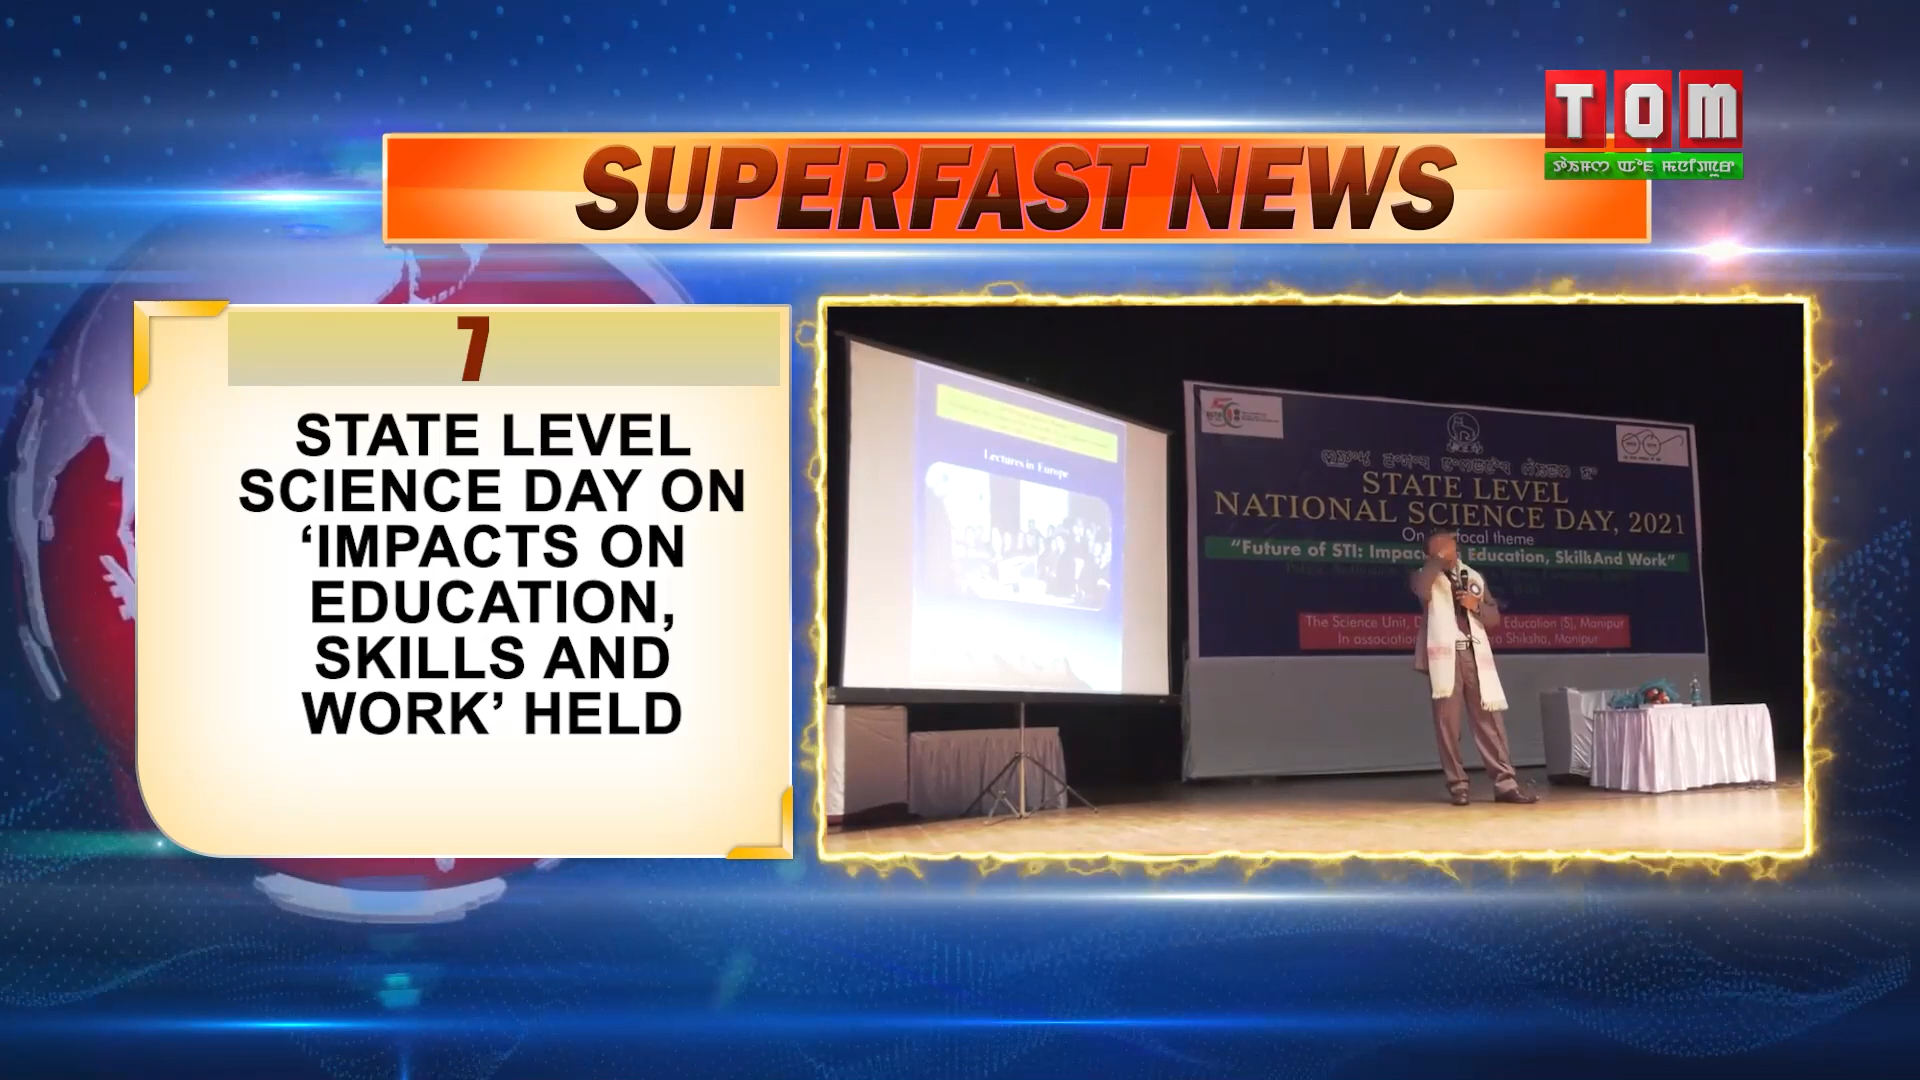 SUPERFAST NEWS
TOM
7
STATE LEVEL
SCIENCE DAY ON
‘IMPACTS ON
EDUCATION,
SKILLS AND
WORK’ HELD
Lectures in Europe
STATE LEVEL
NATIONAL SCIENCE DAY, 2021
On focal theme
“Future of STI: Education, SkillsAnd Work”
The Science Unit, Education (S), Manipur
In Shiksha, Manipur